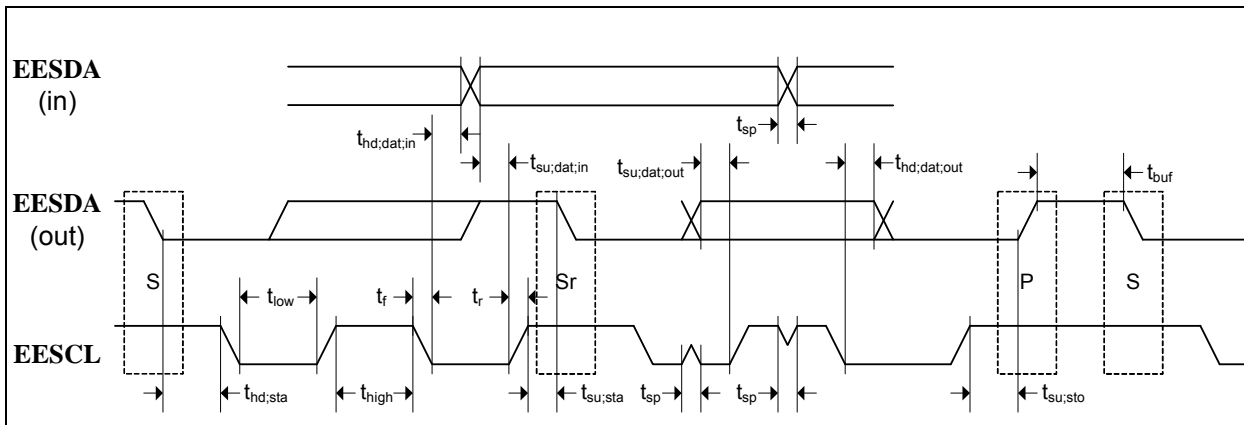 EESDA
(in)
t_hd;dat;in
t_sp
t_su;dat;in
t_su;dat;out
t_hd;dat;out
t_buf
EESDA
(out)
S
t_low
t_f
t_r
Sr
P
S
EESCL
t_hd;sta
t_high
t_su;sta
t_sp
t_sp
t_su;sto